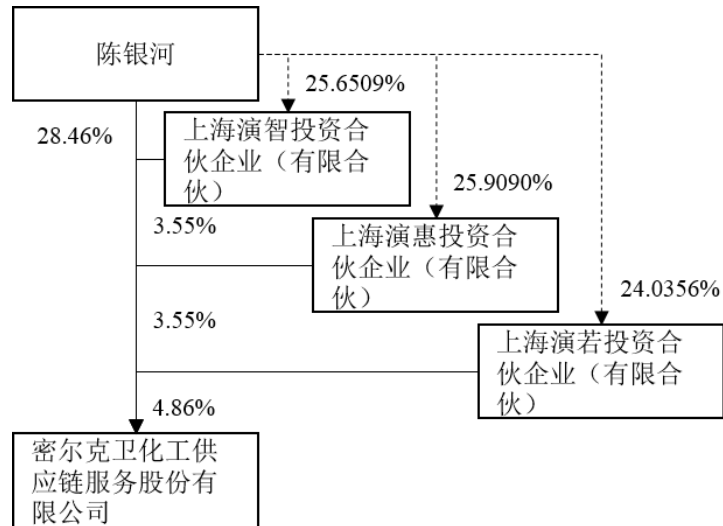 陈银河
25.6509%
28.46%
上海演智投资合
伙企业（有限合
伙）
25.9090%
3.55%
上海演惠投资合
伙企业（有限合
伙）
24.0356%
3.55%
上海演若投资合
伙企业（有限合
伙）
4.86%
密尔克卫化工供
应链服务股份有
限公司